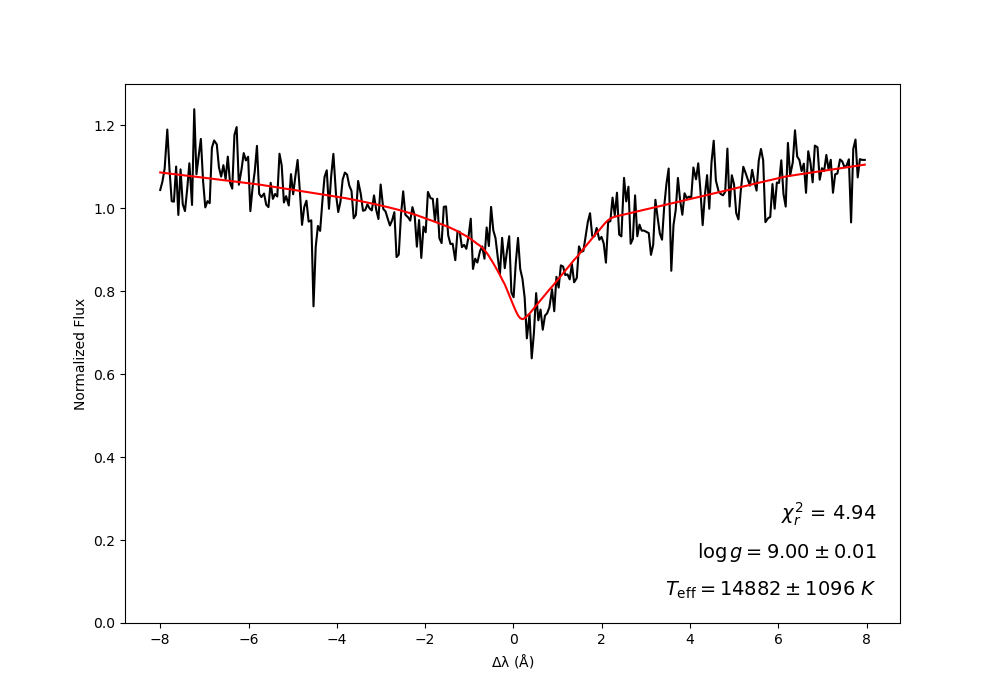 1.2
1.0
0.8
0.6
0.4
0.2
0.0
Normalized Flux
χ²ᵣ = 4.94
log g = 9.00 ± 0.01
T_eff = 14882 ± 1096 K
−8 −6 −4 −2 0 2 4 6 8
Δλ (Å)